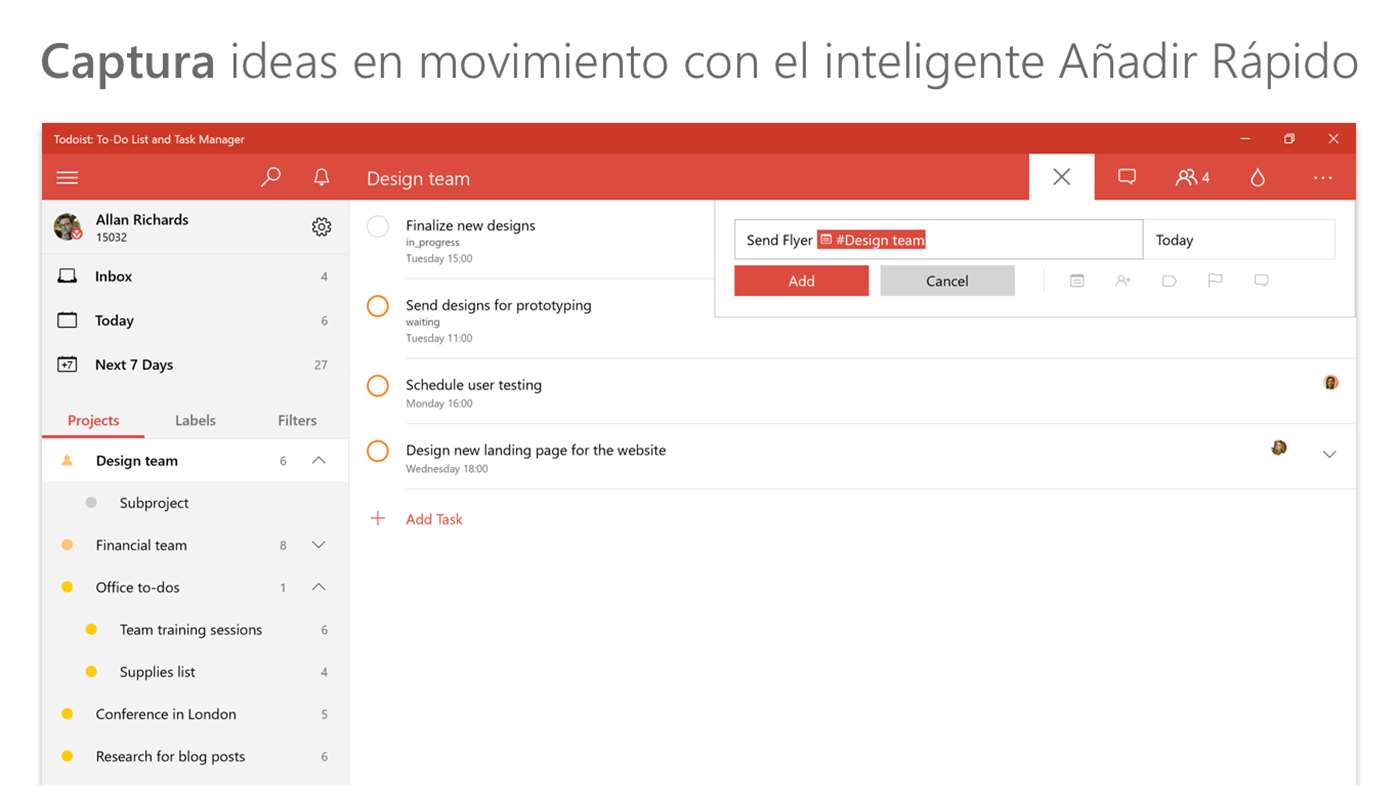 Captura ideas en movimiento con el inteligente Añadir Rápido
Todoist: To-Do List and Task Manager
Design team
4
Allan Richards
15032
Inbox 4
Today 6
Next 7 Days 27
+7
Projects Labels Filters
Design team 6
Subproject
Financial team 8
Office to-dos 1
Team training sessions 6
Supplies list 4
Conference in London 5
Research for blog posts 6
Finalize new designs
in_progress
Tuesday 15:00
Send designs for prototyping
waiting
Tuesday 11:00
Schedule user testing
Monday 16:00
Design new landing page for the website
Wednesday 18:00
Add Task
Send Flyer #Design team
Today
Add Cancel